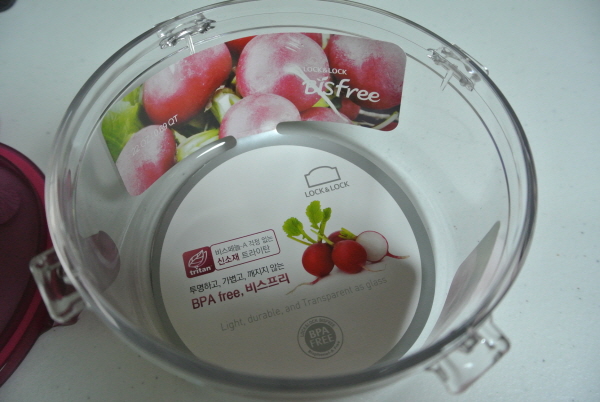 LOCK&LOCK
bisfree
QT
LOCK&LOCK
tritan
비스페놀-A 걱정 없는
신소재 트라이탄
투명하고, 가볍고, 깨지지 않는
BPA free, 비스프리
Light, durable, and Transparent as glass
BPA
FREE